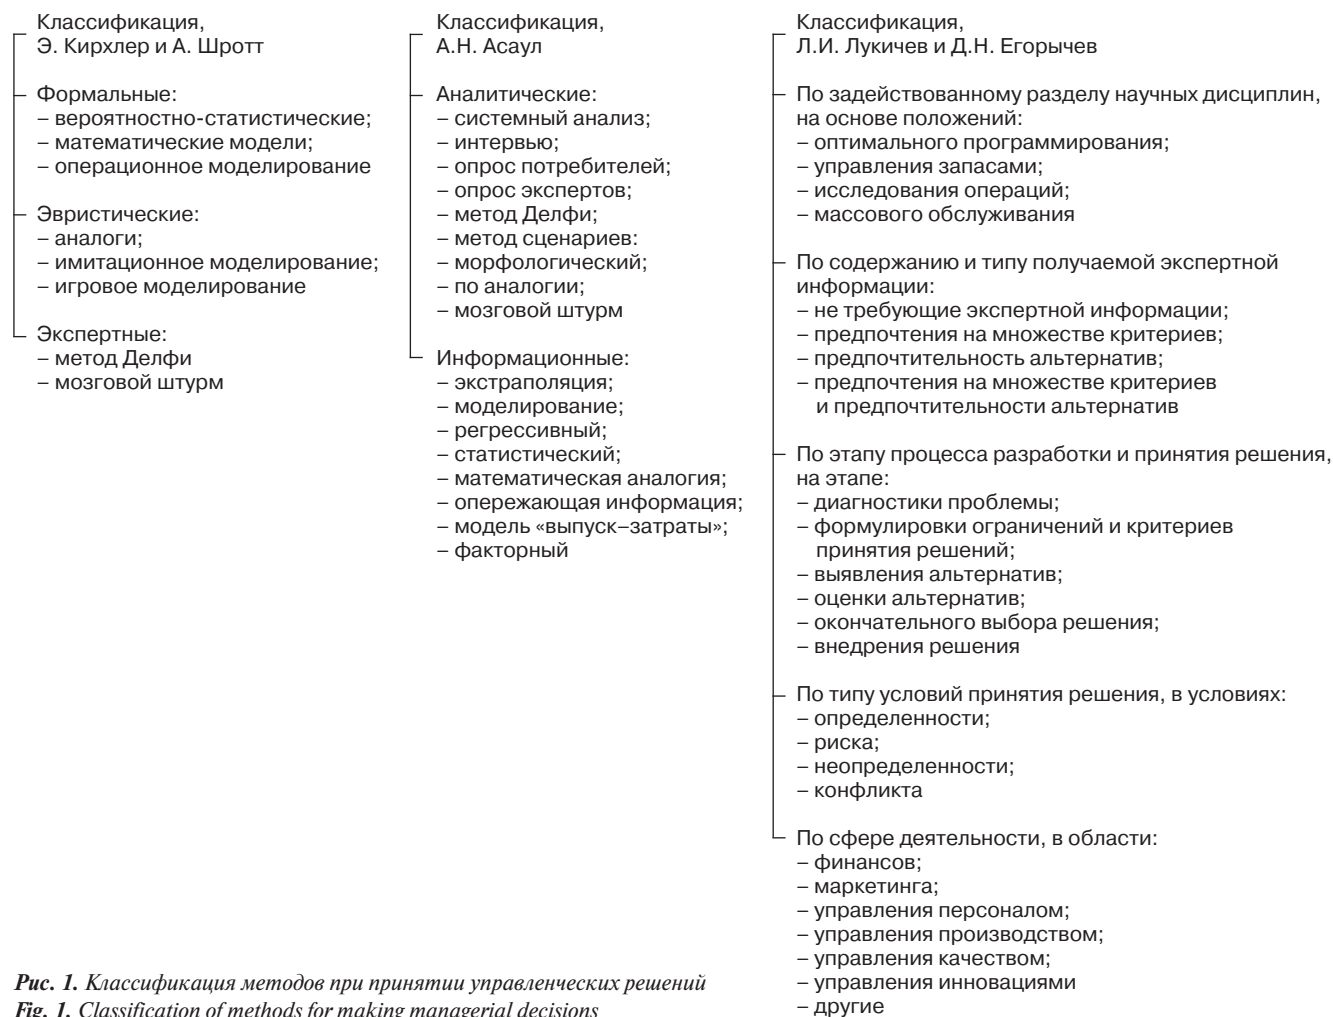 Классификация,
Э. Кирхлер и А. Шротт
Формальные:
– вероятностно-статистические;
– математические модели;
– операционное моделирование
Эвристические:
– аналоги;
– имитационное моделирование;
– игровое моделирование
Экспертные:
– метод Делфи
– мозговой штурм
Классификация,
А.Н. Асаул
Аналитические:
– системный анализ;
– интервью;
– опрос потребителей;
– опрос экспертов;
– метод Делфи;
– метод сценариев:
– морфологический;
– по аналогии;
– мозговой штурм
Информационные:
– экстраполяция;
– моделирование;
– регрессивный;
– статистический;
– математическая аналогия;
– опережающая информация;
– модель «выпуск–затраты»;
– факторный
Классификация,
Л.И. Лукичев и Д.Н. Егорычев
По задействованному разделу научных дисциплин,
на основе положений:
– оптимального программирования;
– управления запасами;
– исследования операций;
– массового обслуживания
По содержанию и типу получаемой экспертной
информации:
– не требующие экспертной информации;
– предпочтения на множестве критериев;
– предпочтительность альтернатив;
– предпочтения на множестве критериев
и предпочтительности альтернатив
По этапу процесса разработки и принятия решения,
на этапе:
– диагностики проблемы;
– формулировки ограничений и критериев
принятия решений;
– выявления альтернатив;
– оценки альтернатив;
– окончательного выбора решения;
– внедрения решения
По типу условий принятия решения, в условиях:
– определенности;
– риска;
– неопределенности;
– конфликта
По сфере деятельности, в области:
– финансов;
– маркетинга;
– управления персоналом;
– управления производством;
– управления качеством;
– управления инновациями
– другие
Рис. 1. Классификация методов при принятии управленческих решений
Fig. 1. Classification of methods for making managerial decisions